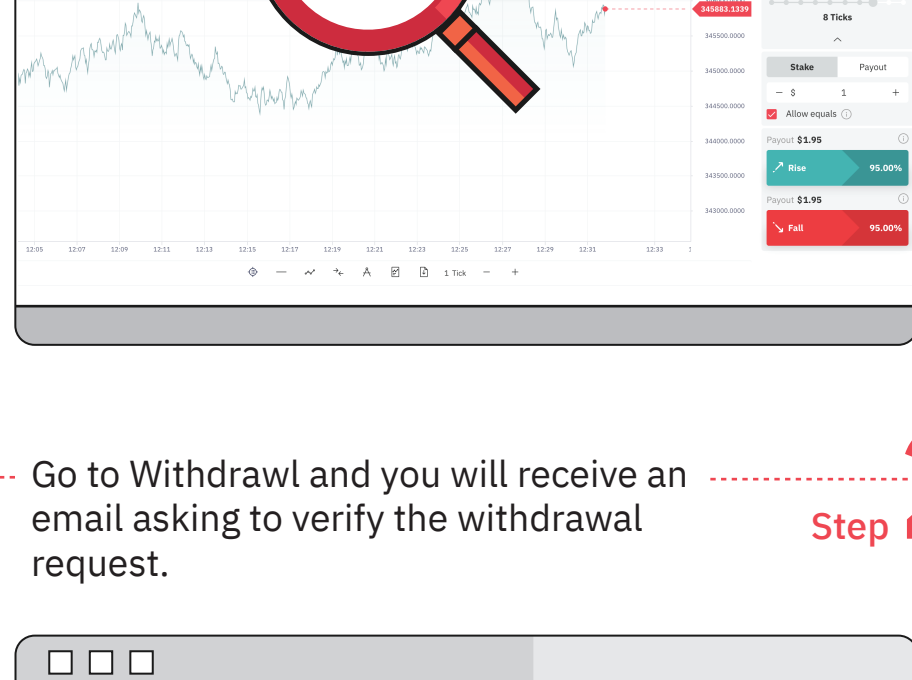 345883.1339
8 Ticks
345500.0000
Stake Payout
345000.0000
$ 1
344500.0000
Allow equals
Payout $1.95
344000.0000
Rise 95.00%
343500.0000
Payout $1.95
343000.0000
Fall 95.00%
12:05 12:07 12:09 12:11 12:13 12:15 12:17 12:19 12:21 12:23 12:25 12:27 12:29 12:31 12:33
1 Tick
Go to Withdrawl and you will receive an
email asking to verify the withdrawal
request.
Step